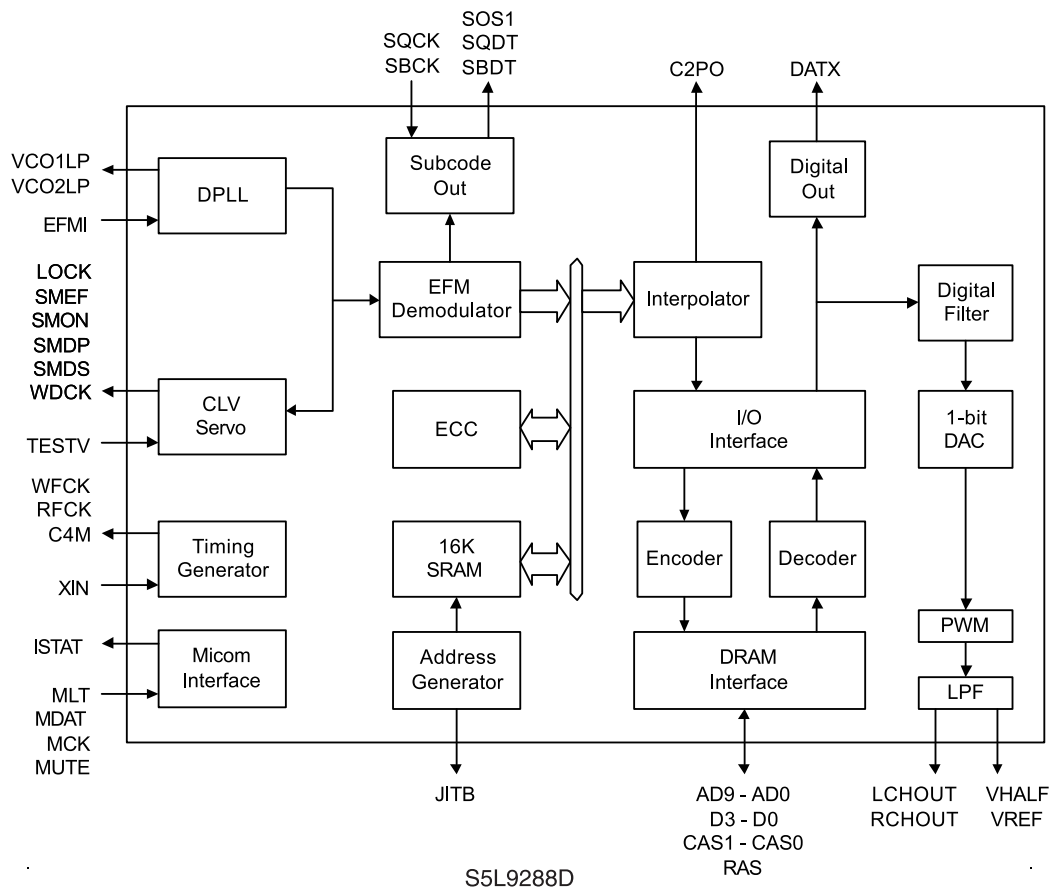 SOS1
SQCK
SQDT
SBCK
SBDT
C2PO
DATX
VCO1LP
VCO2LP
EFMI
DPLL
Subcode
Out
Digital
Out
LOCK
SMEF
SMON
SMDP
SMDS
WDCK
TESTV
EFM
Demodulator
Interpolator
Digital
Filter
CLV
Servo
ECC
I/O
Interface
1-bit
DAC
WFCK
RFCK
C4M
XIN
Timing
Generator
16K
SRAM
Encoder
Decoder
ISTAT
MLT
MDAT
MCK
MUTE
Micom
Interface
Address
Generator
DRAM
Interface
PWM
LPF
JITB
AD9 - AD0
D3 - D0
CAS1 - CAS0
RAS
LCHOUT
RCHOUT
VHALF
VREF
S5L9288D